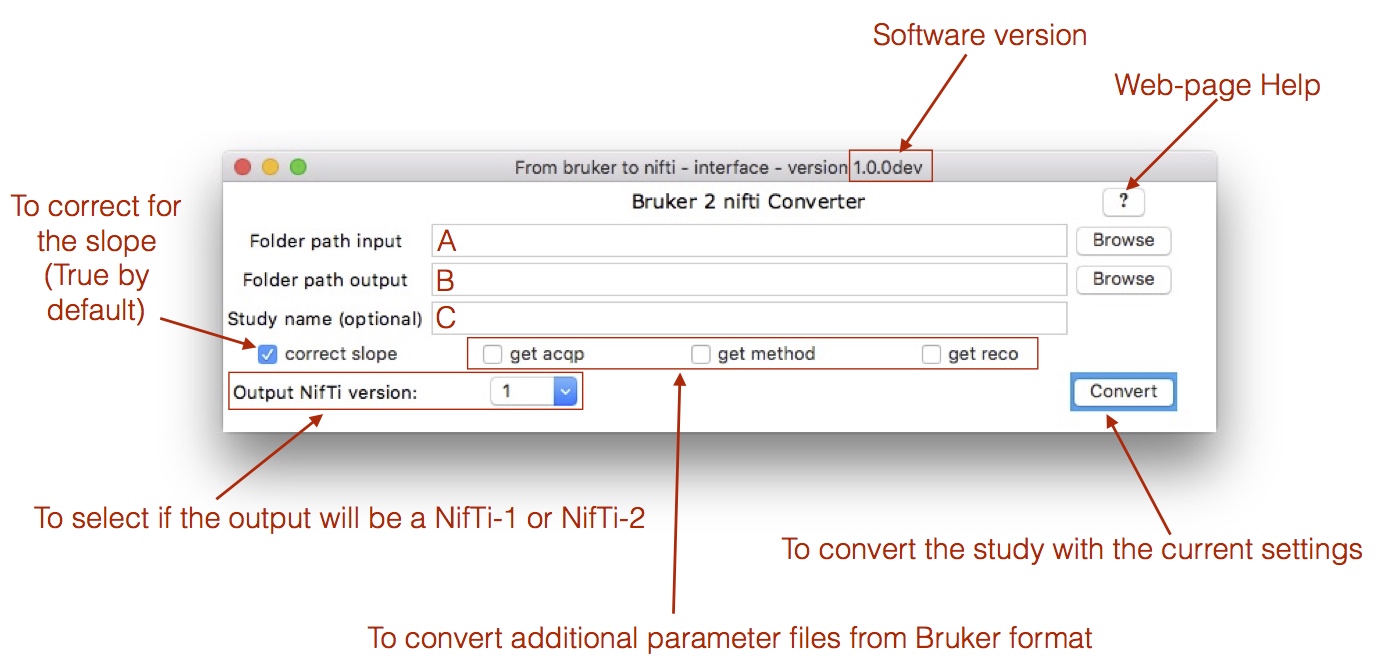 Software version
Web-page Help
From bruker to nifti - interface - version 1.0.0dev
Bruker 2 nifti Converter
?
To correct for
the slope
(True by
default)
Folder path input
A
Browse
Folder path output
B
Browse
Study name (optional)
C
correct slope
get acqp
get method
get reco
Output NifTi version:
1
Convert
To select if the output will be a NifTi-1 or NifTi-2
To convert the study with the current settings
To convert additional parameter files from Bruker format